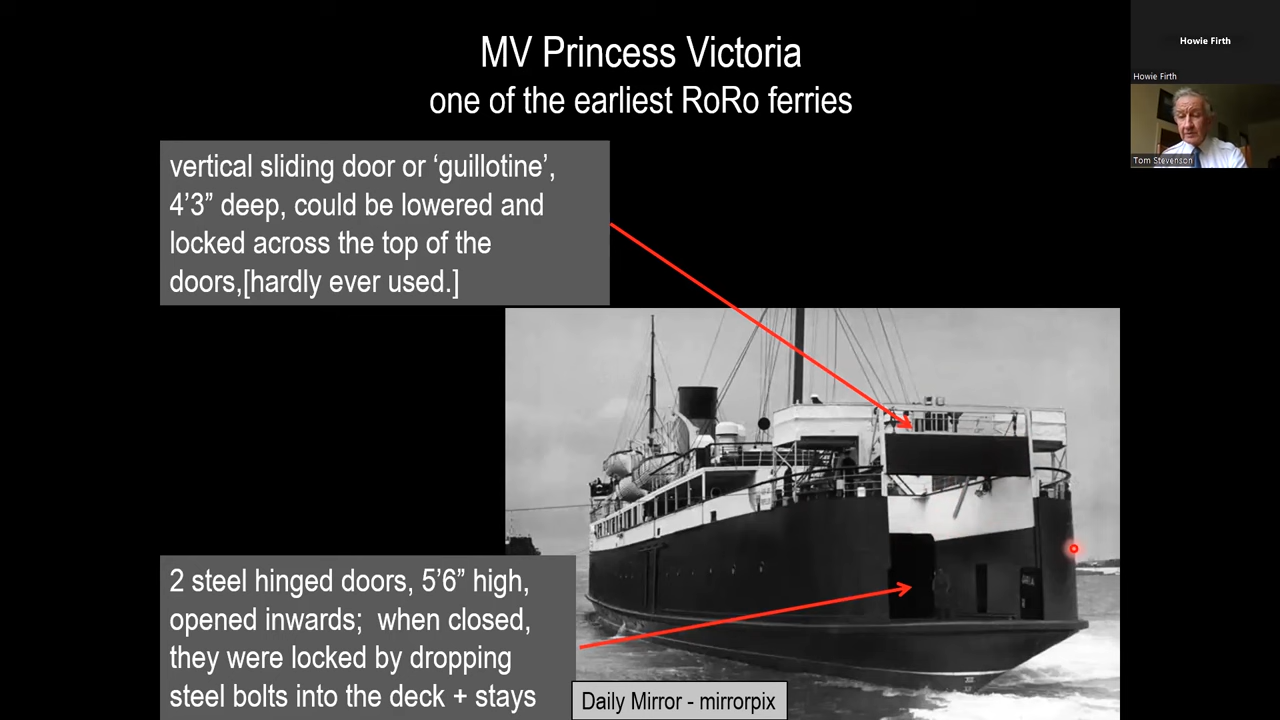 MV Princess Victoria
one of the earliest RoRo ferries
Howie Firth
Howie Firth
Tom Stevenson
vertical sliding door or ‘guillotine’,
4’3” deep, could be lowered and
locked across the top of the
doors,[hardly ever used.]
2 steel hinged doors, 5’6” high,
opened inwards;  when closed,
they were locked by dropping
steel bolts into the deck + stays
Daily Mirror - mirrorpix